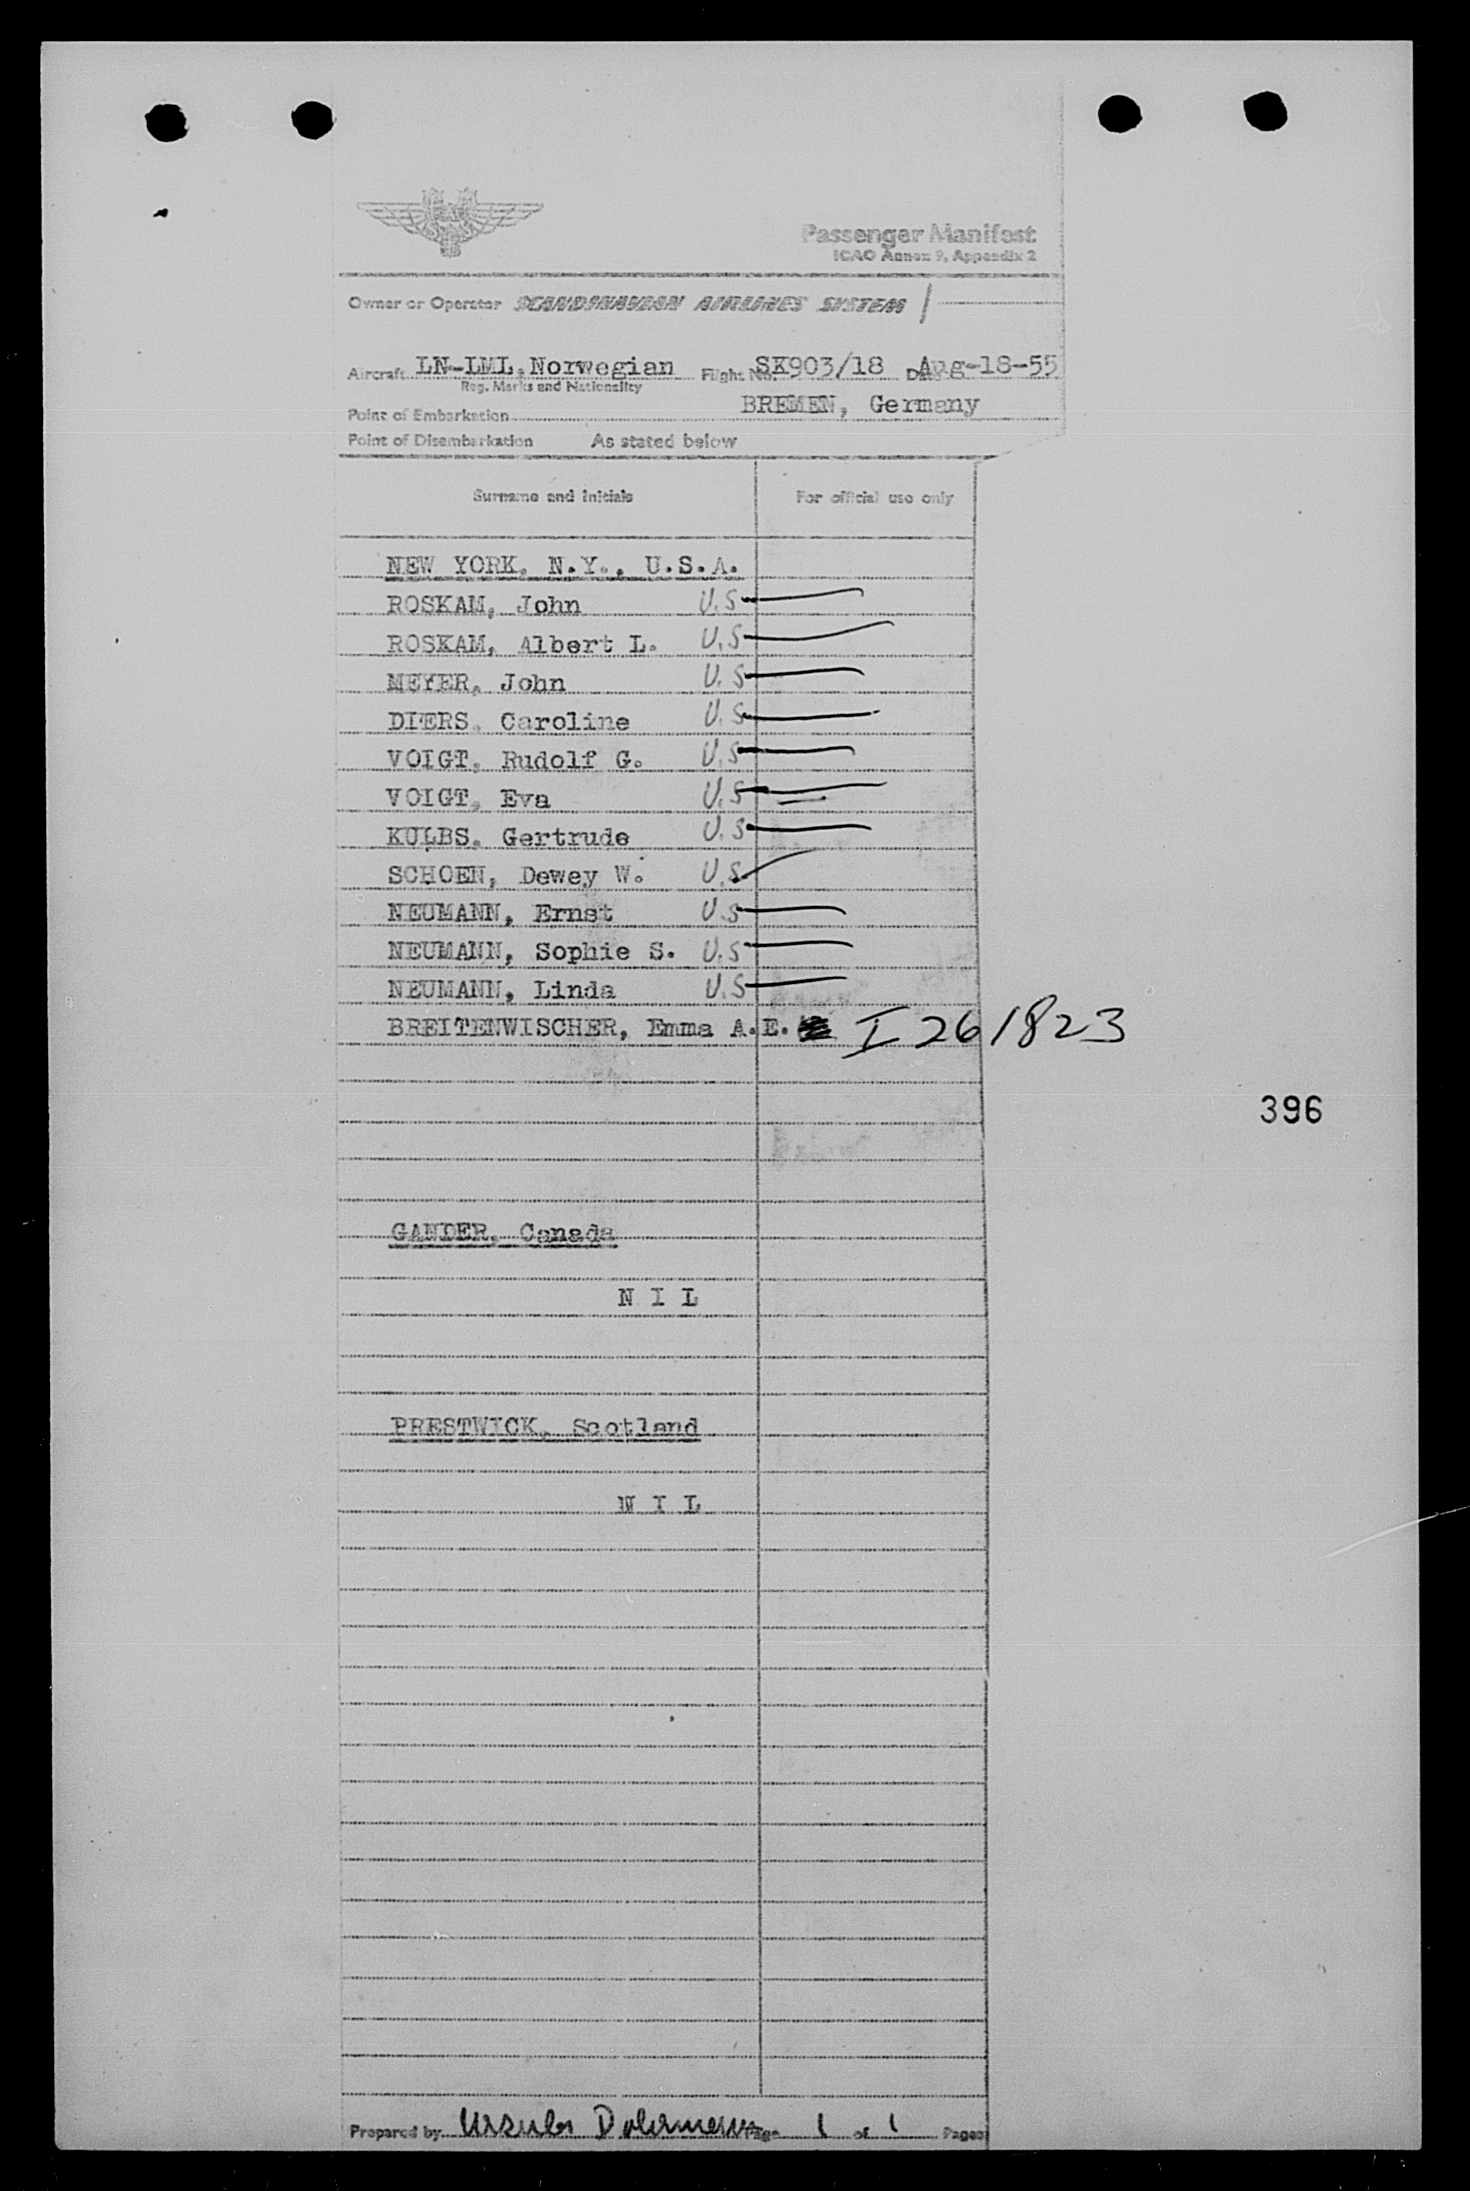 Passenger Manifest
ICAO Annex 9, Appendix 2
Owner or Operator SCANDINAVIAN AIRLINES SYSTEM
Aircraft LN-LML, Norwegian Flight No. SK903/18 Date Aug-18-55
Reg. Marks and Nationality
Point of Embarkation BREMEN, Germany
Point of Disembarkation As stated below
Surname and Initials For official use only
NEW YORK, N.Y., U.S.A.
ROSKAM, John U.S
ROSKAM, Albert L. U.S
MEYER, John U.S
DIERS, Caroline U.S
VOIGT, Rudolf G. U.S
VOIGT, Eva U.S
KULBS, Gertrude U.S
SCHOEN, Dewey W. U.S
NEUMANN, Ernst U.S
NEUMANN, Sophie S. U.S
NEUMANN, Linda U.S
BREITENWISCHER, Emma A.E. I 261823
396
GANDER, Canada
N I L
PRESTWICK, Scotland
N I L
Prepared by Ursula Page 1 of 1 Pages